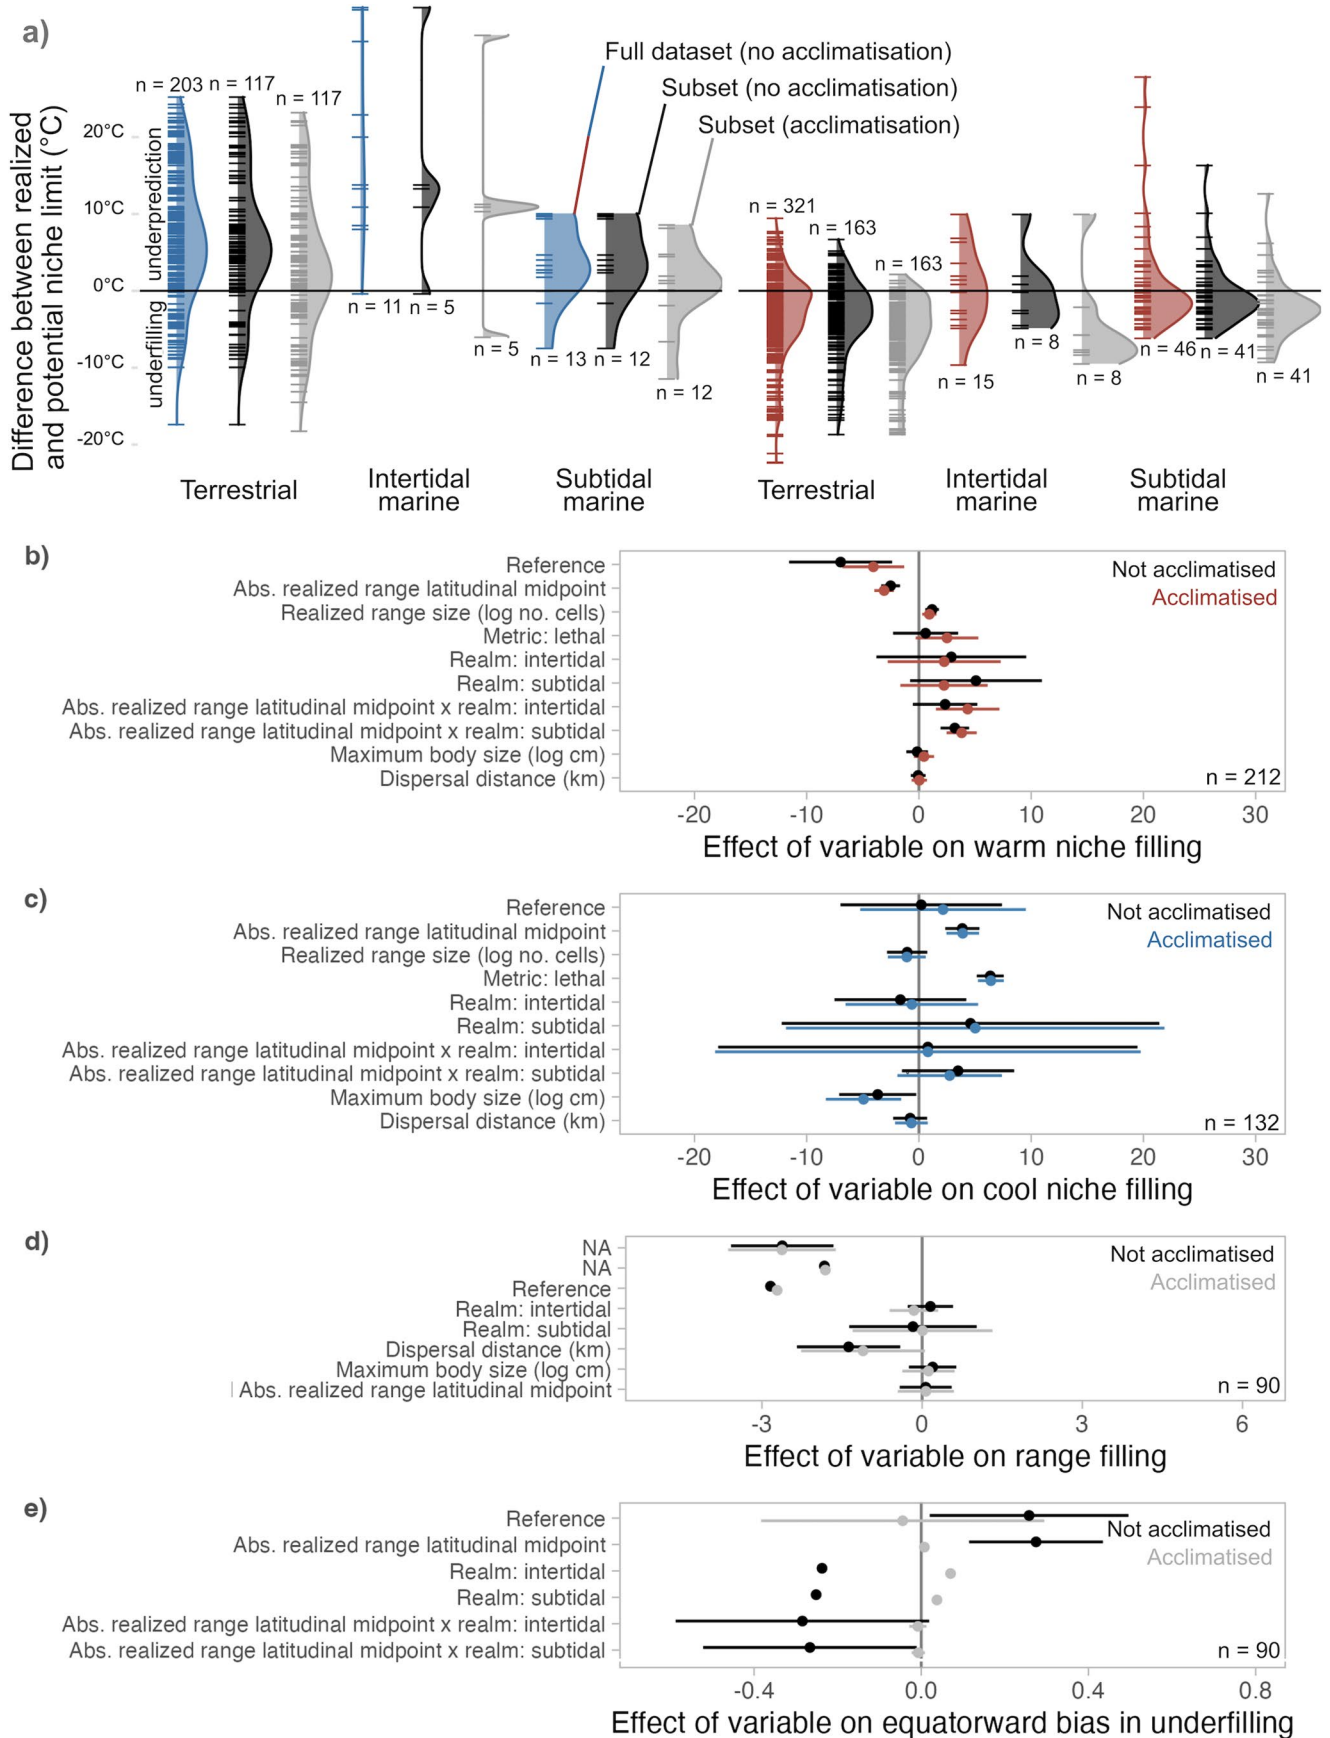 a)
Difference between realized
and potential niche limit (°C)
20°C
10°C
0°C
-10°C
-20°C
underprediction
underfilling
Full dataset (no acclimatisation)
Subset (no acclimatisation)
Subset (acclimatisation)
n = 203
n = 117
n = 117
n = 11
n = 5
n = 5
n = 13
n = 12
n = 12
n = 321
n = 163
n = 163
n = 15
n = 8
n = 8
n = 46
n = 41
n = 41
Terrestrial
Intertidal
marine
Subtidal
marine
Terrestrial
Intertidal
marine
Subtidal
marine
b)
Reference
Abs. realized range latitudinal midpoint
Realized range size (log no. cells)
Metric: lethal
Realm: intertidal
Realm: subtidal
Abs. realized range latitudinal midpoint x realm: intertidal
Abs. realized range latitudinal midpoint x realm: subtidal
Maximum body size (log cm)
Dispersal distance (km)
Not acclimatised
Acclimatised
n = 212
-20 -10 0 10 20 30
Effect of variable on warm niche filling
c)
Reference
Abs. realized range latitudinal midpoint
Realized range size (log no. cells)
Metric: lethal
Realm: intertidal
Realm: subtidal
Abs. realized range latitudinal midpoint x realm: intertidal
Abs. realized range latitudinal midpoint x realm: subtidal
Maximum body size (log cm)
Dispersal distance (km)
Not acclimatised
Acclimatised
n = 132
-20 -10 0 10 20 30
Effect of variable on cool niche filling
d)
NA
NA
Reference
Realm: intertidal
Realm: subtidal
Dispersal distance (km)
Maximum body size (log cm)
Abs. realized range latitudinal midpoint
Not acclimatised
Acclimatised
n = 90
-3 0 3 6
Effect of variable on range filling
e)
Reference
Abs. realized range latitudinal midpoint
Realm: intertidal
Realm: subtidal
Abs. realized range latitudinal midpoint x realm: intertidal
Abs. realized range latitudinal midpoint x realm: subtidal
Not acclimatised
Acclimatised
n = 90
-0.4 0.0 0.4 0.8
Effect of variable on equatorward bias in underfilling